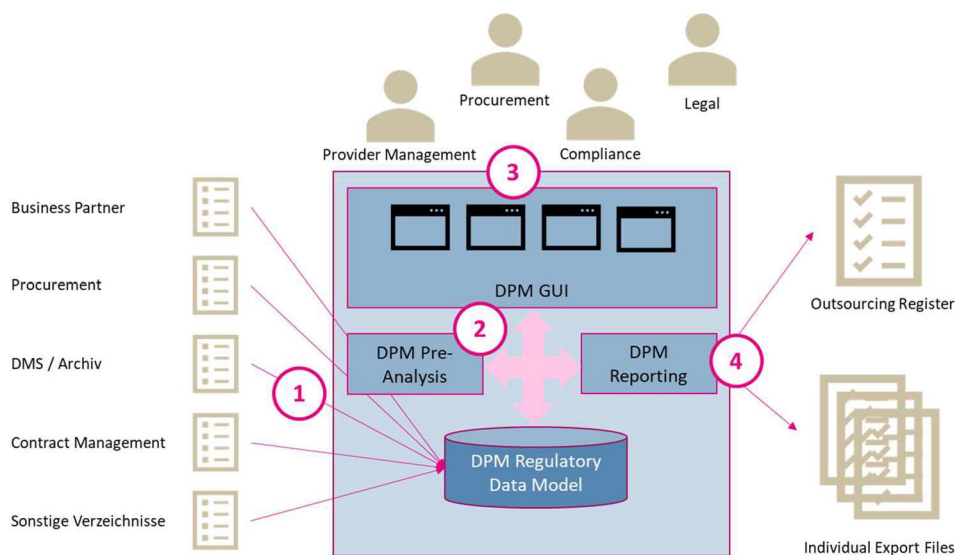 Procurement
Legal
Provider Management
Compliance
3
Business Partner
Procurement
DMS / Archiv
Contract Management
Sonstige Verzeichnisse
1
DPM GUI
2
DPM Pre-
Analysis
DPM
Reporting
4
DPM Regulatory
Data Model
Outsourcing Register
Individual Export Files